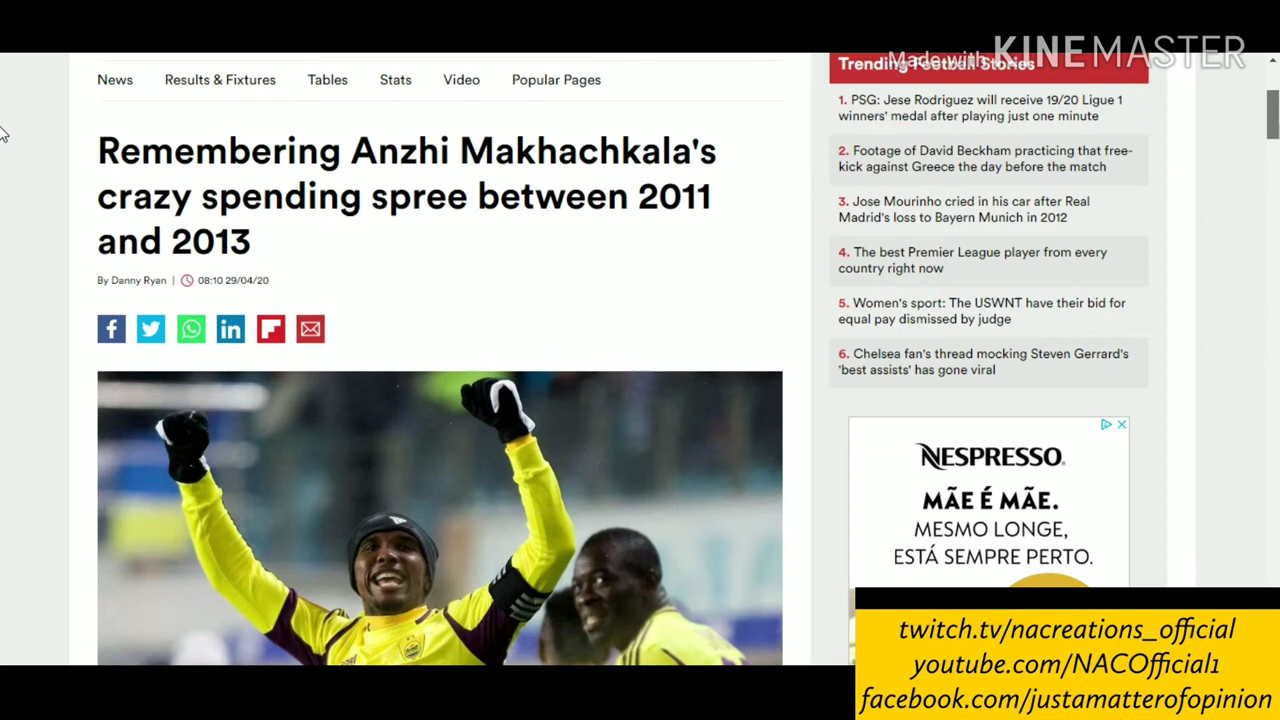 Made with KINEMASTER
News Results & Fixtures Tables Stats Video Popular Pages
Remembering Anzhi Makhachkala's
crazy spending spree between 2011
and 2013
By Danny Ryan | 08:10 29/04/20
Trending Football Stories
1. PSG: Jese Rodriguez will receive 19/20 Ligue 1
winners' medal after playing just one minute
2. Footage of David Beckham practicing that free-
kick against Greece the day before the match
3. Jose Mourinho cried in his car after Real
Madrid's loss to Bayern Munich in 2012
4. The best Premier League player from every
country right now
5. Women's sport: The USWNT have their bid for
equal pay dismissed by judge
6. Chelsea fan's thread mocking Steven Gerrard's
'best assists' has gone viral
NESPRESSO.
MÃE É MÃE.
MESMO LONGE,
ESTÁ SEMPRE PERTO.
twitch.tv/nacreations_official
youtube.com/NACOfficial1
facebook.com/justamatterofopinion